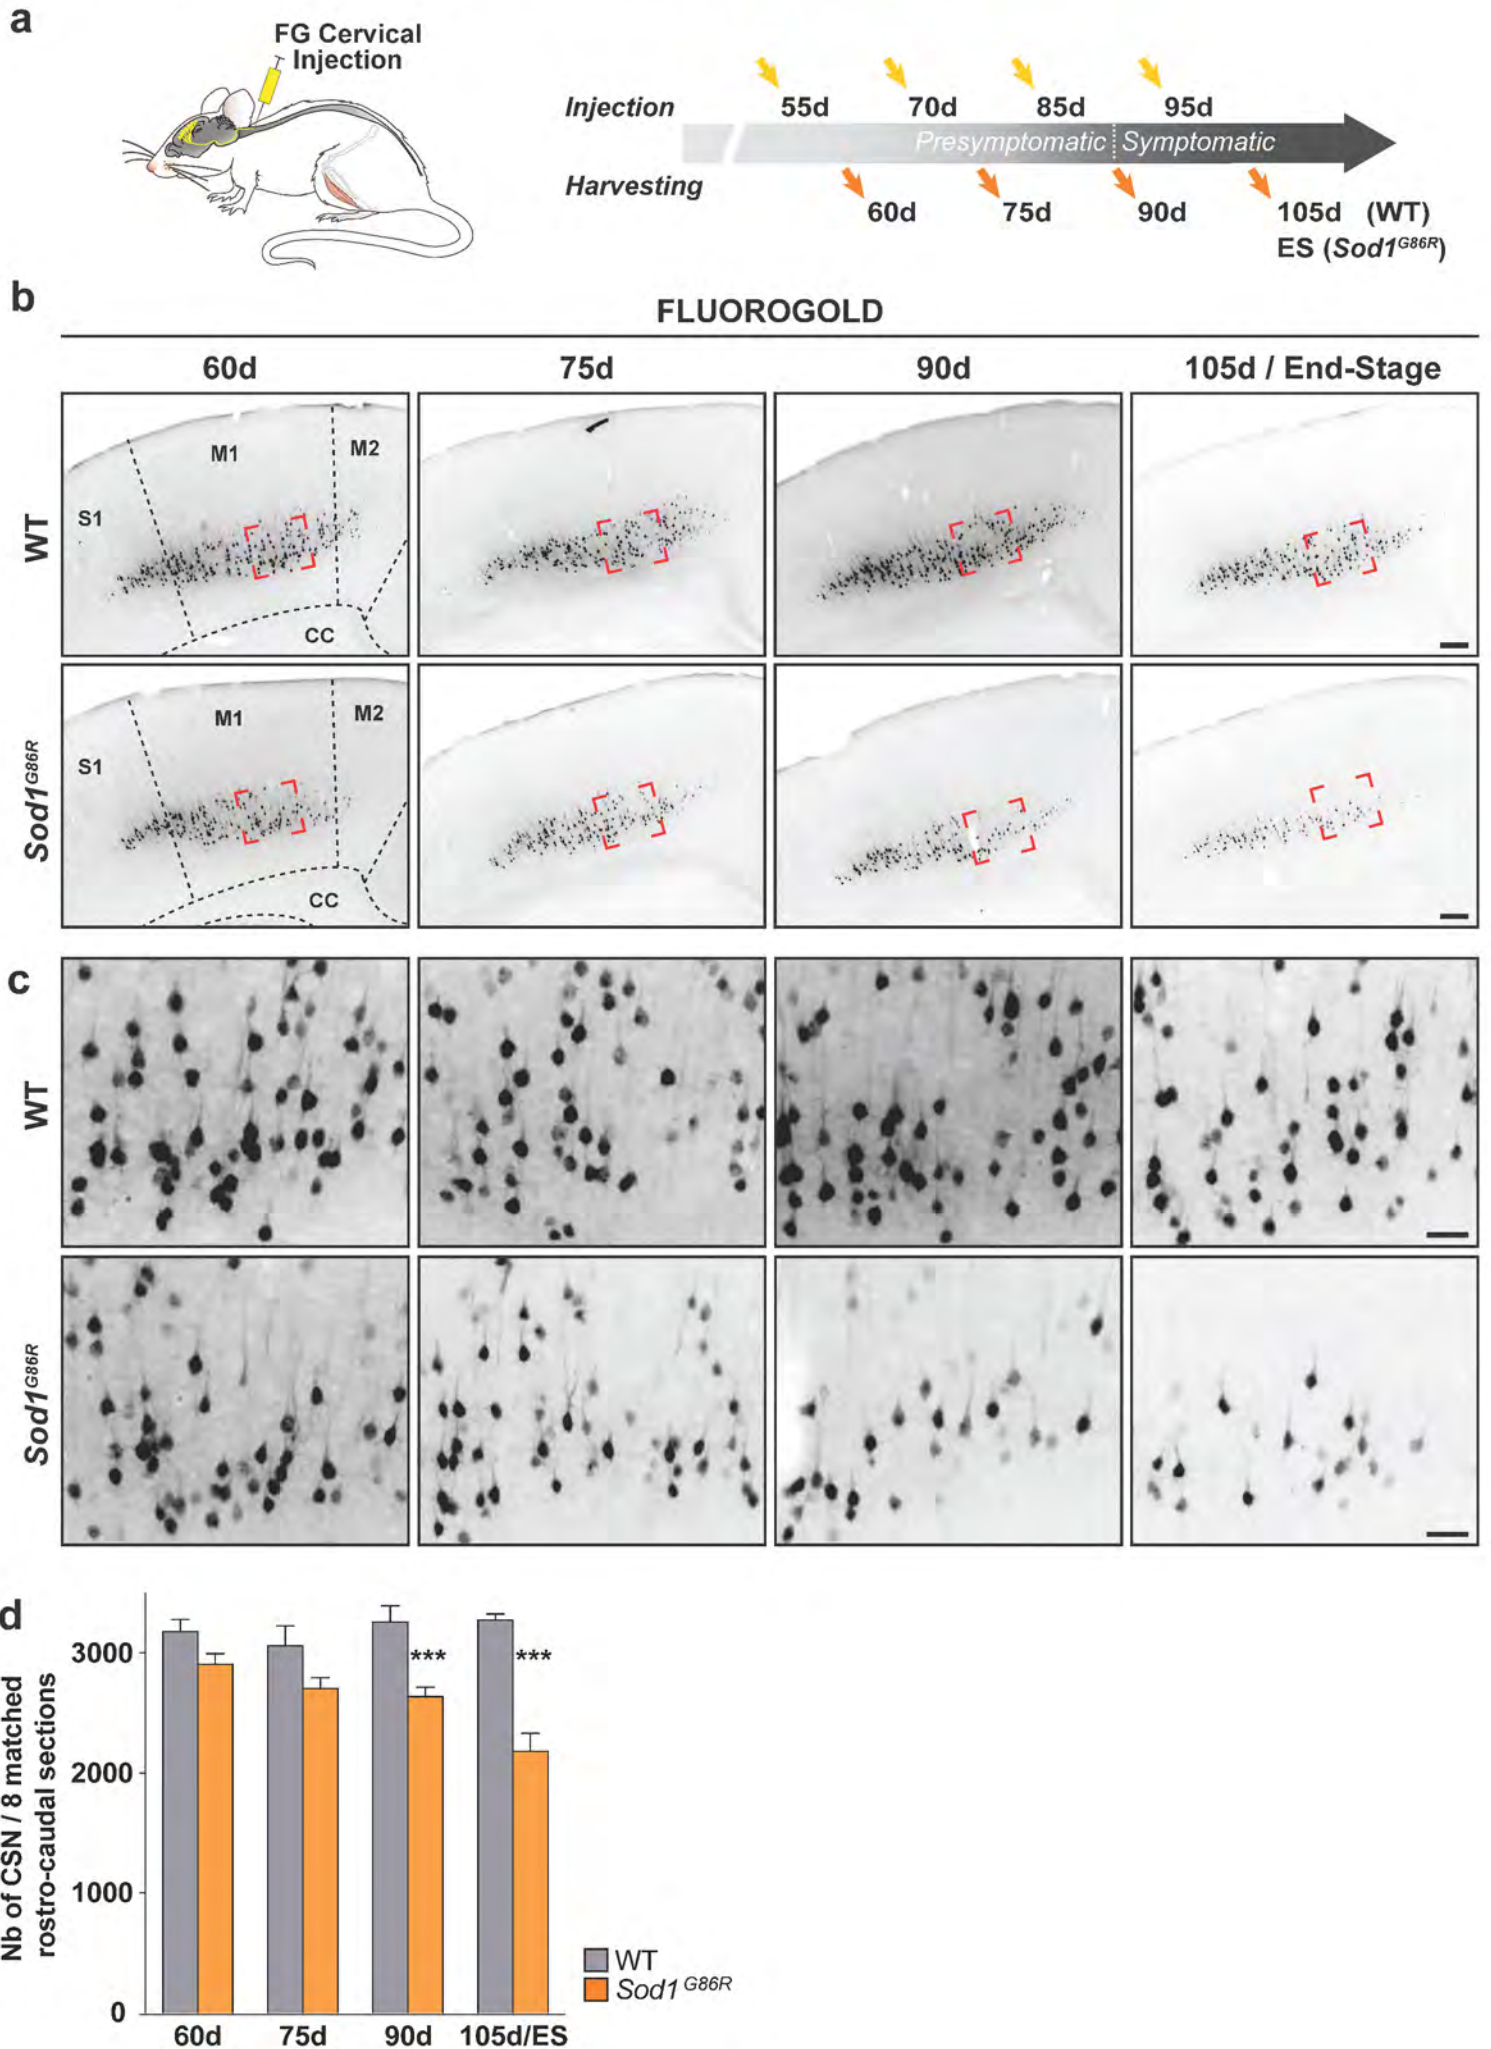 a
FG Cervical
Injection
Injection
55d 70d 85d 95d
Presymptomatic Symptomatic
Harvesting
60d 75d 90d 105d (WT)
ES (Sod1G86R)
b
FLUOROGOLD
60d 75d 90d 105d / End-Stage
WT
M1 M2
S1
CC
Sod1G86R
M1 M2
S1
CC
c
WT
Sod1G86R
d
Nb of CSN / 8 matched
rostro-caudal sections
3000
2000
1000
0
*** ***
60d 75d 90d 105d/ES
WT
Sod1 G86R